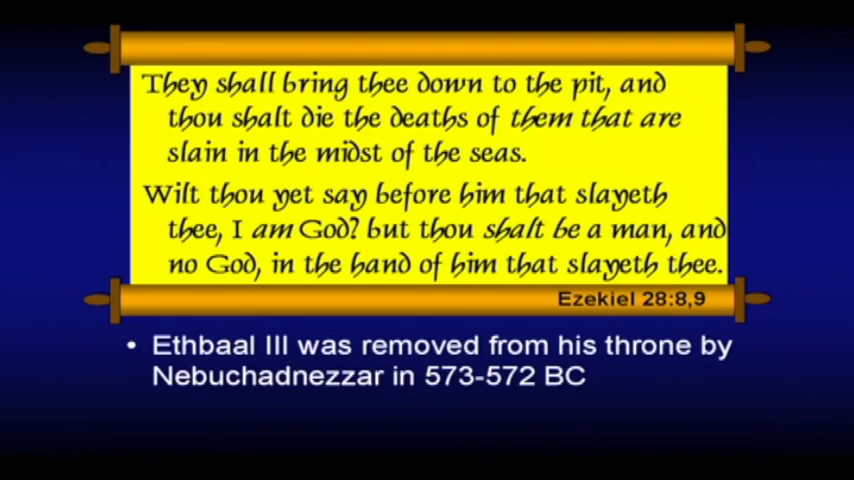 They shall bring thee down to the pit, and
thou shalt die the deaths of them that are
slain in the midst of the seas.
Wilt thou yet say before him that slayeth
thee, I am God? but thou shalt be a man, and
no God, in the hand of him that slayeth thee.
Ezekiel 28:8,9
• Ethbaal III was removed from his throne by
Nebuchadnezzar in 573-572 BC